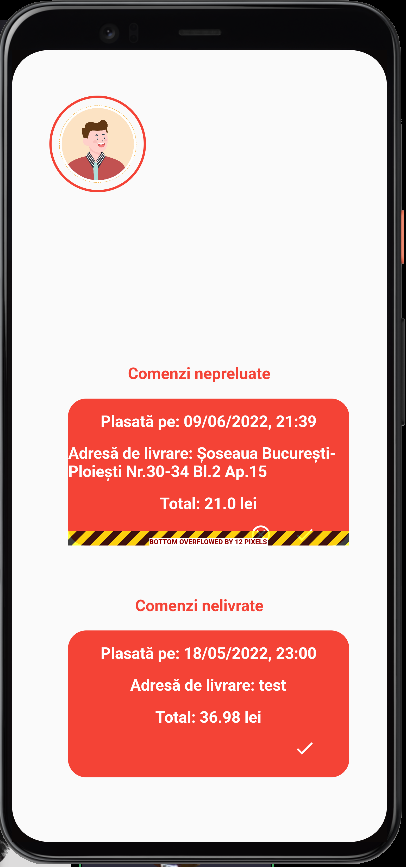 Comenzi nepreluate
Plasată pe: 09/06/2022, 21:39
Adresă de livrare: Șoseaua București-
Ploiești Nr.30-34 Bl.2 Ap.15
Total: 21.0 lei
BOTTOM OVERFLOWED BY 12 PIXELS
Comenzi nelivrate
Plasată pe: 18/05/2022, 23:00
Adresă de livrare: test
Total: 36.98 lei